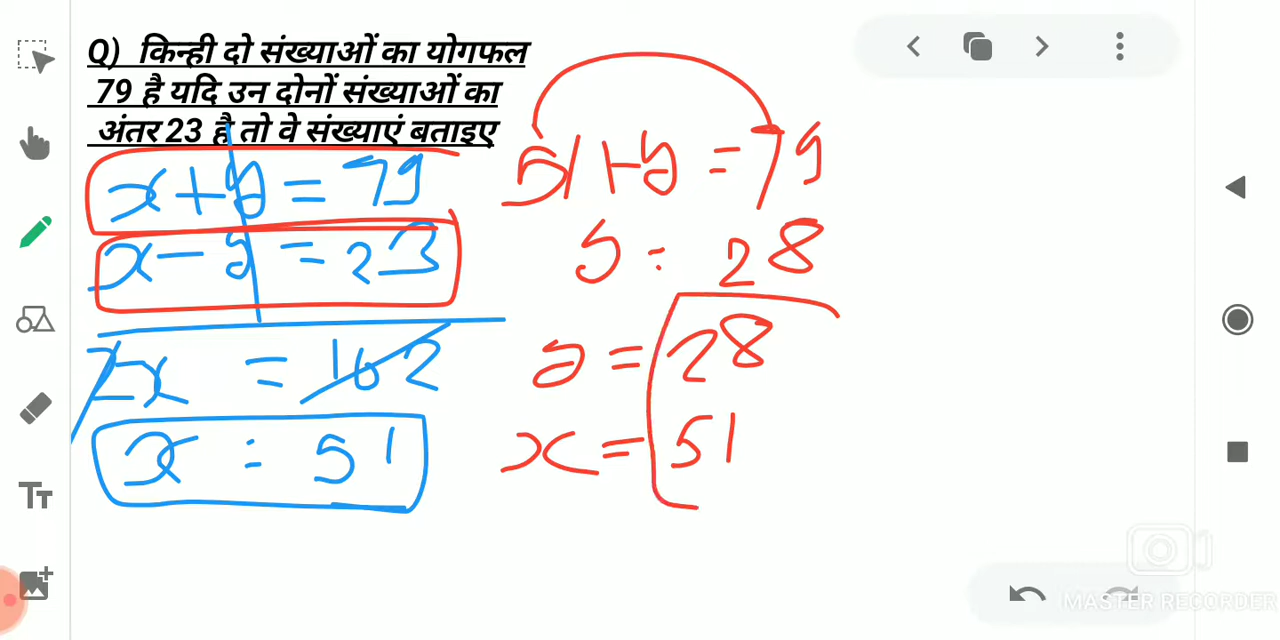 Q) किन्ही दो संख्याओं का योगफल
79 है यदि उन दोनों संख्याओं का
अंतर 23 है तो वे संख्याएं बताइए
x+y = 79
x-y = 23
2x = 102
x = 51
51+y = 79
y = 28
y = 28
x = 51
Tт
MASTER RECORDER